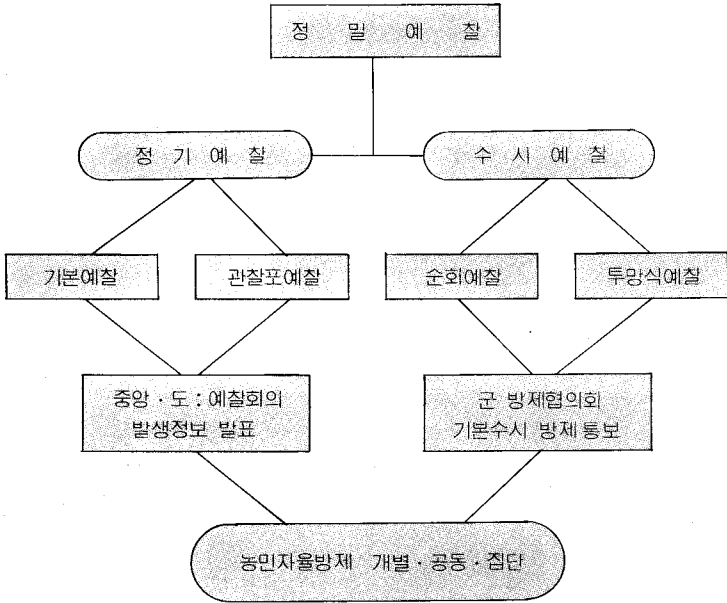 정 밀 예 찰
정 기 예 찰
수 시 예 찰
기본예찰
관찰포예찰
순회예찰
투망식예찰
중앙·도:예찰회의
발생정보 발표
군 방제협의회
기본수시 방제통보
농민자율방제 개별·공동·집단